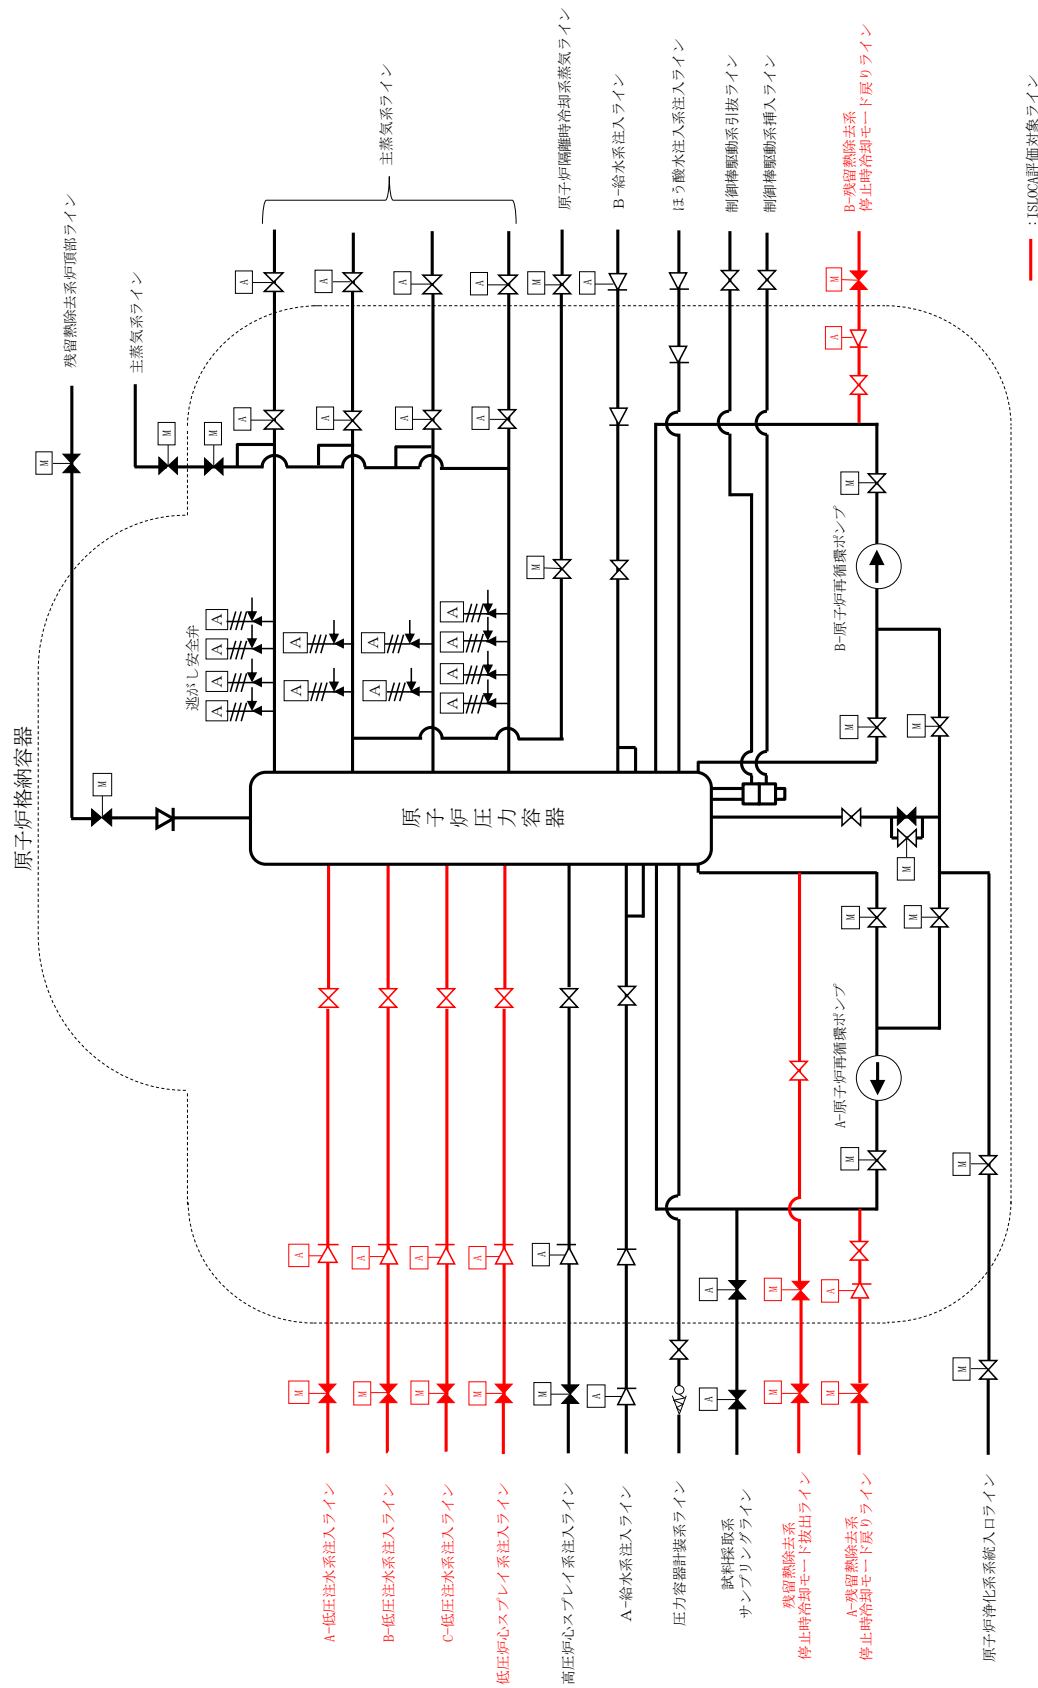 原子炉格納容器
残留熱除去系炉頂部ライン
主蒸気系ライン
主蒸気系ライン
原子炉隔離時冷却系蒸気ライン
B-給水系注入ライン
ほう酸水注入系注入ライン
制御棒駆動系引抜ライン
制御棒駆動系挿入ライン
B-残留熱除去系
停止時冷却モード戻りライン
:ISLOCA評価対象ライン
M
M
M
M
A
A
A
A
M
A
A
A
A
A
M
M
A
逃がし安全弁
A
A
A
A
A
A
A
A
A
A
A
A
原子炉圧力容器
M
B-原子炉再循環ポンプ
M
M
M
M
M
A-原子炉再循環ポンプ
M
M
M
A
A
A
A
A
A
M
A
M
M
M
M
M
A
A
M
M
A-低圧注水系注入ライン
B-低圧注水系注入ライン
C-低圧注水系注入ライン
低圧炉心スプレイ系注入ライン
高圧炉心スプレイ系注入ライン
A-給水系注入ライン
圧力容器計装系ライン
試料採取系
サンプリングライン
残留熱除去系
停止時冷却モード抜出ライン
A-残留熱除去系
停止時冷却モード戻りライン
原子炉浄化系系統入口ライン
M